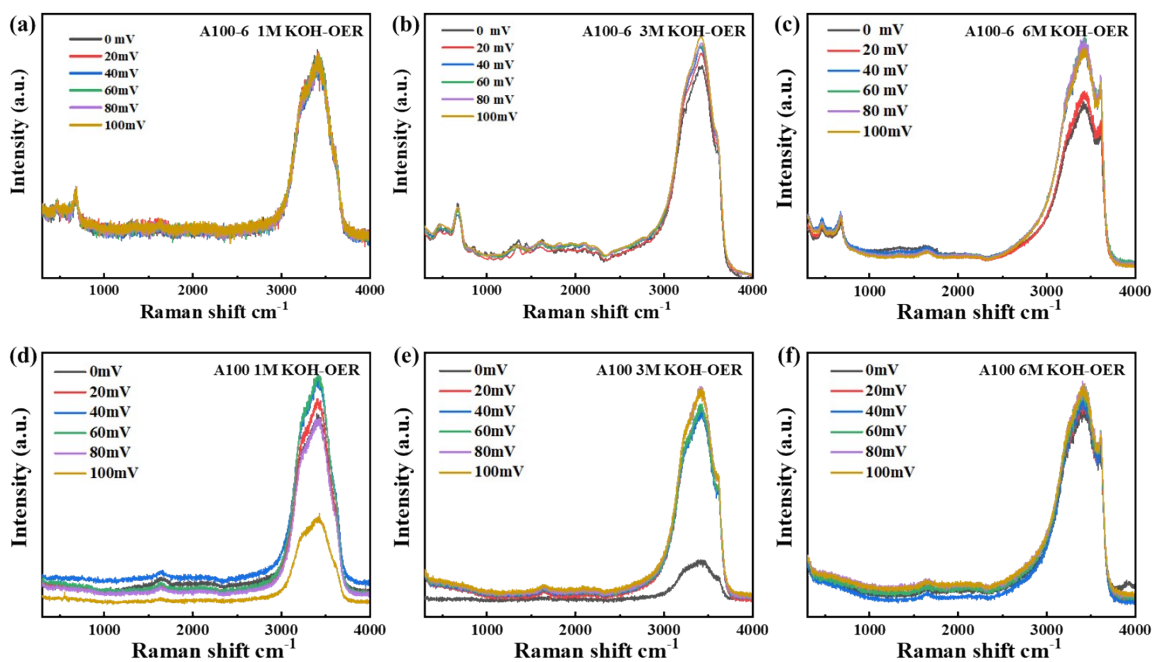 (a)
A100-6 1M KOH-OER
0 mV
20mV
40mV
60mV
80mV
100mV
Intensity (a.u.)
1000 2000 3000 4000
Raman shift cm-1
(b)
A100-6 3M KOH-OER
0 mV
20 mV
40 mV
60 mV
80 mV
100mV
Intensity (a.u.)
1000 2000 3000 4000
Raman shift cm-1
(c)
A100-6 6M KOH-OER
0 mV
20 mV
40 mV
60 mV
80 mV
100mV
Intensity (a.u.)
1000 2000 3000 4000
Raman shift cm-1
(d)
A100 1M KOH-OER
0mV
20mV
40mV
60mV
80mV
100mV
Intensity (a.u.)
1000 2000 3000 4000
Raman shift cm-1
(e)
A100 3M KOH-OER
0mV
20mV
40mV
60mV
80mV
100mV
Intensity (a.u.)
1000 2000 3000 4000
Raman shift cm-1
(f)
A100 6M KOH-OER
0mV
20mV
40mV
60mV
80mV
100mV
Intensity (a.u.)
1000 2000 3000 4000
Raman shift cm-1